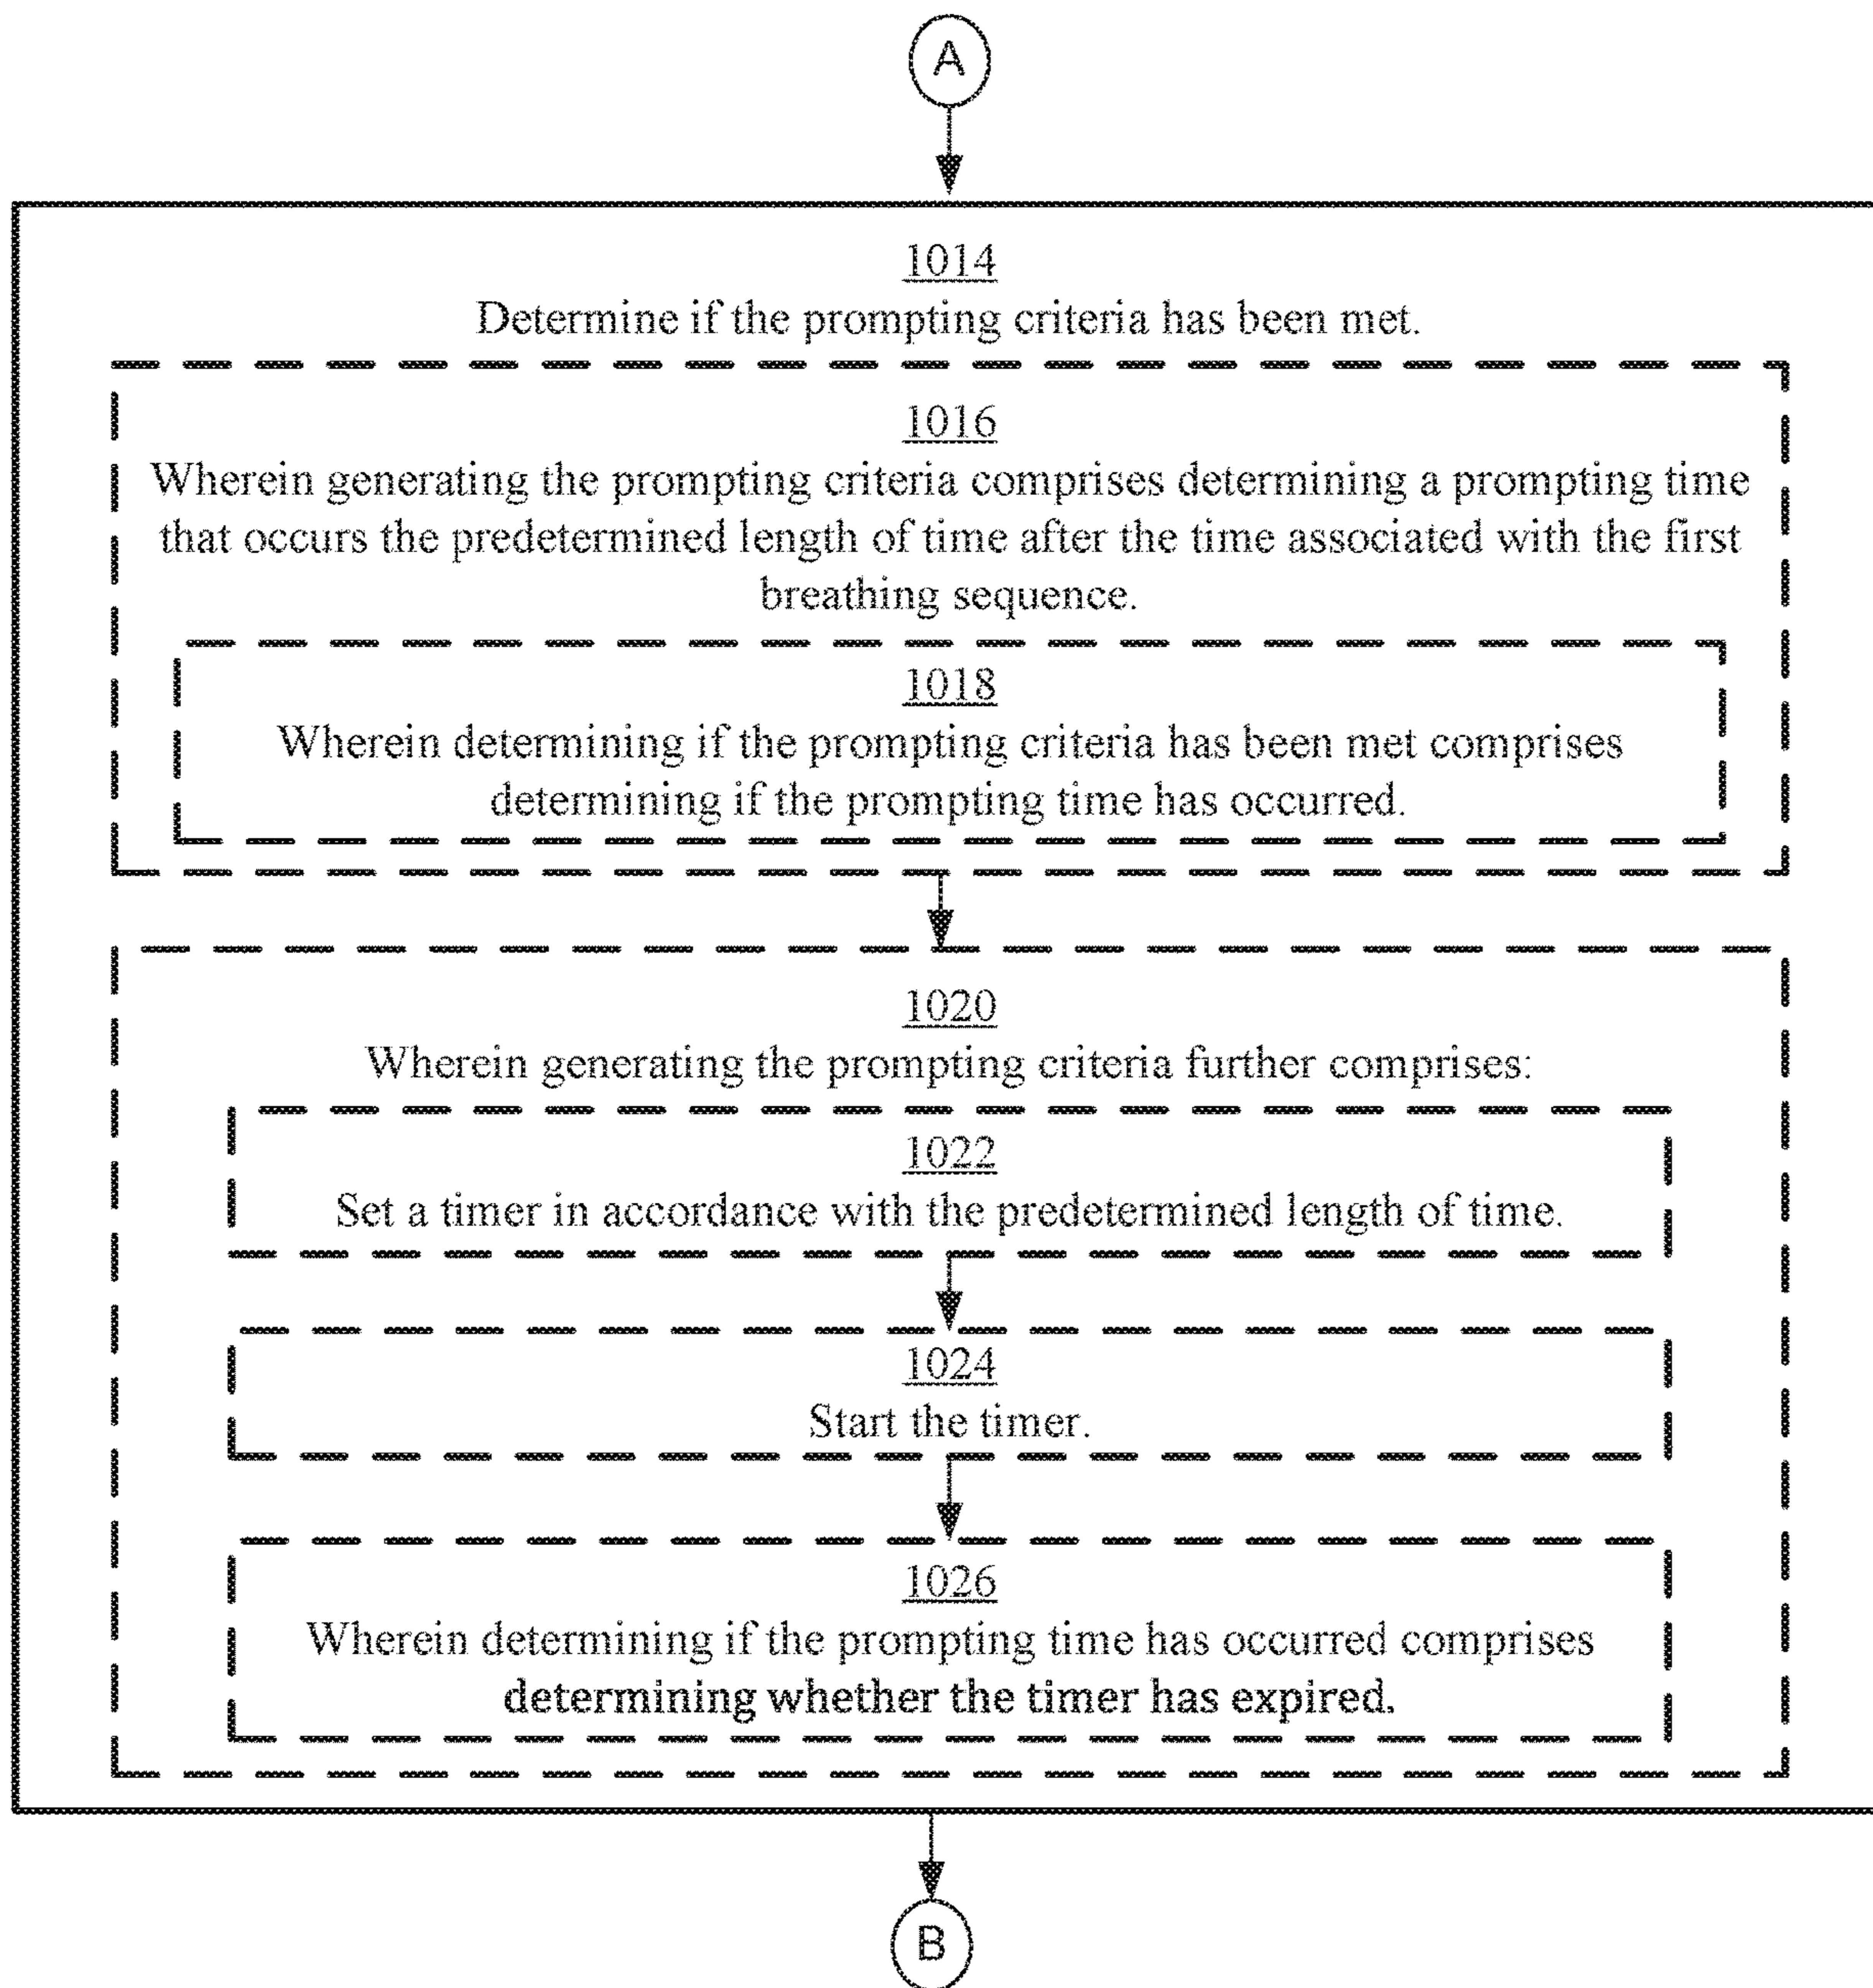 A
1014
Determine if the prompting criteria has been met.
1016
Wherein generating the prompting criteria comprises determining a prompting time
that occurs the predetermined length of time after the time associated with the first
breathing sequence.
1018
Wherein determining if the prompting criteria has been met comprises
determining if the prompting time has occurred.
1020
Wherein generating the prompting criteria further comprises:
1022
Set a timer in accordance with the predetermined length of time.
1024
Start the timer.
1026
Wherein determining if the prompting time has occurred comprises
determining whether the timer has expired.
B